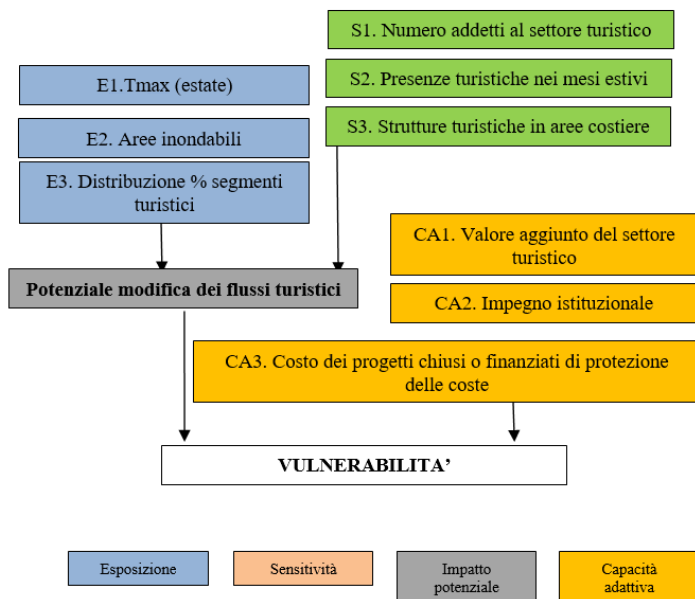 S1. Numero addetti al settore turistico
E1.Tmax (estate)
S2. Presenze turistiche nei mesi estivi
E2. Aree inondabili
S3. Strutture turistiche in aree costiere
E3. Distribuzione % segmenti
turistici
CA1. Valore aggiunto del settore
turistico
Potenziale modifica dei flussi turistici
CA2. Impegno istituzionale
CA3. Costo dei progetti chiusi o finanziati di protezione
delle coste
VULNERABILITA’
Esposizione
Sensitività
Impatto
potenziale
Capacità
adattiva